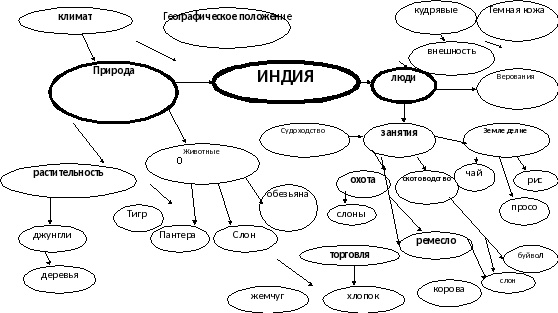 климат
Географическое положение
кудрявые
Темная кожа
внешность
Природа
ИНДИЯ
люди
Верования
Судоходство
занятия
Земледелие
Животные
0
растительность
охота
скотоводство
чай
рис
обезьяна
просо
Тигр
слоны
джунгли
Пантера
Слон
ремесло
торговля
буйвол
деревья
слон
корова
жемчуг
хлопок